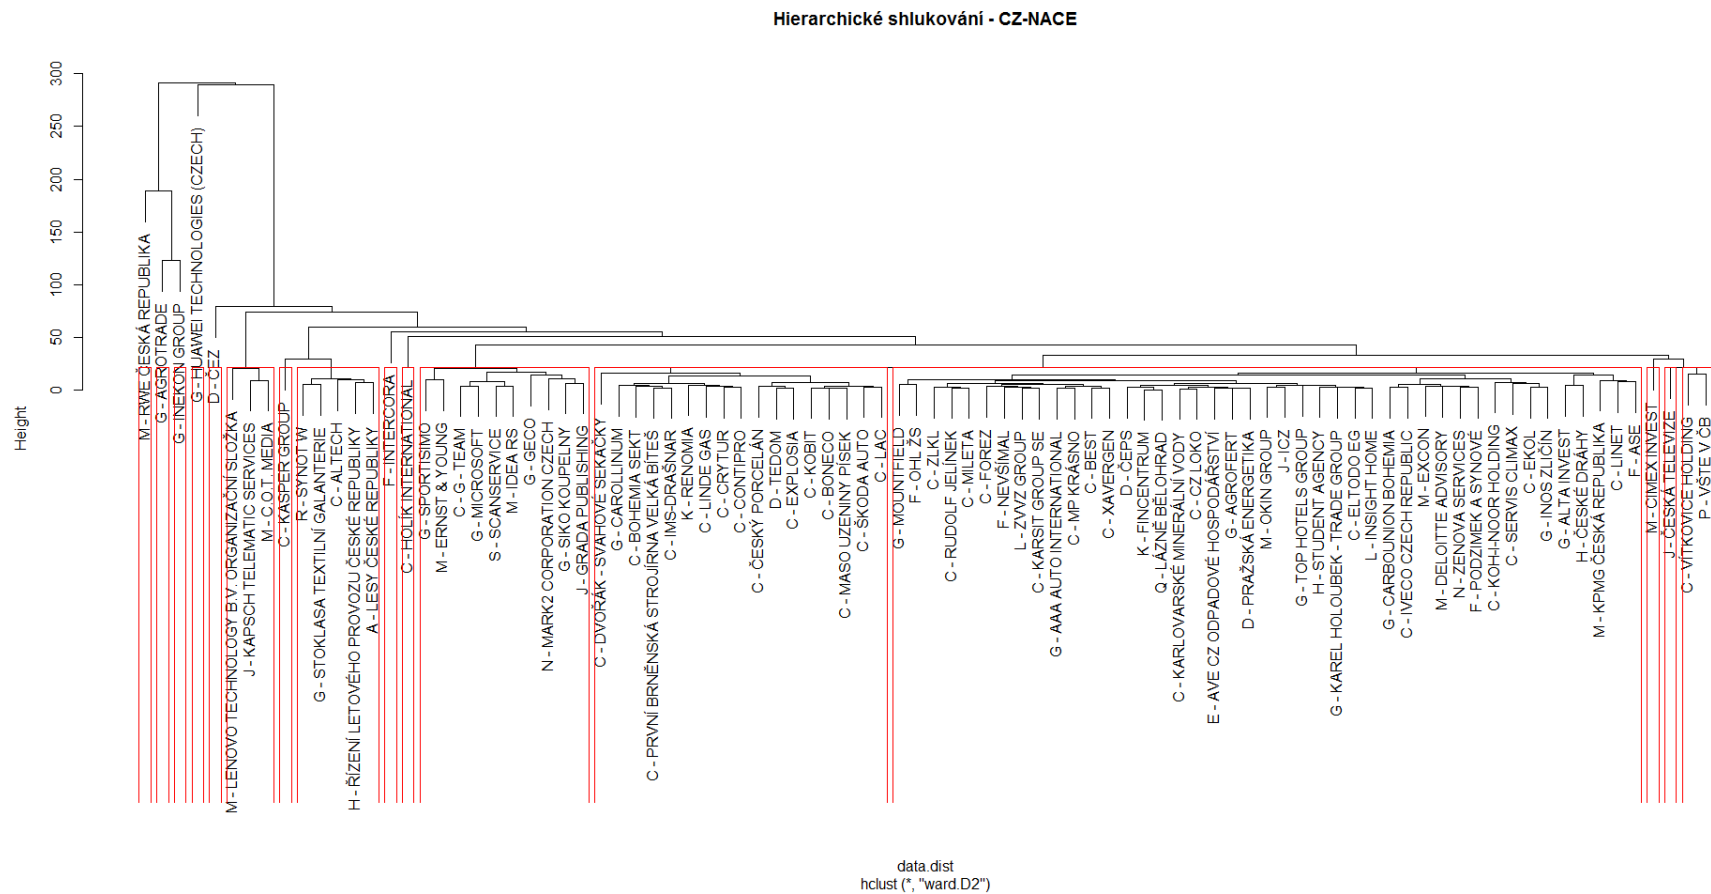 Hierarchické shlukování - CZ-NACE
Height
300
250
200
150
100
50
0
M - RWE ČESKÁ REPUBLIKA
G - AGROTRADE
G - INEKON GROUP
G - HUAWEI TECHNOLOGIES (CZECH)
D - ČEZ
M - LENOVO TECHNOLOGY B.V. ORGANIZAČNÍ SLOŽKA
J - KAPSCH TELEMATIC SERVICES
M - C.O.T. MEDIA
C - KASPER GROUP
R - SYNOT W
G - STOKLASA TEXTILNÍ GALANTERIE
C - ALTECH
H - ŘÍZENÍ LETOVÉHO PROVOZU ČESKÉ REPUBLIKY
A - LESY ČESKÉ REPUBLIKY
F - INTERCORA
C - HOLÍK INTERNATIONAL
G - SPORTISIMO
M - ERNST & YOUNG
C - G - TEAM
G - MICROSOFT
S - SCANSERVICE
M - IDEA RS
G - GECO
N - MARK2 CORPORATION CZECH
G - SIKO KOUPELNY
J - GRADA PUBLISHING
C - DVOŘÁK - SVAHOVÉ SEKAČKY
G - CAROLLINUM
C - BOHEMIA SEKT
C - PRVNÍ BRNĚNSKÁ STROJÍRNA VELKÁ BÍTEŠ
C - IMS-DRAŠNAR
K - RENOMIA
C - LINDE GAS
C - CRYTUR
C - CONTIPRO
C - ČESKÝ PORCELÁN
D - TEDOM
C - EXPLOSIA
C - KOBIT
C - BONECO
C - MASO UZENINY PÍSEK
C - ŠKODA AUTO
C - LAC
G - MOUNTFIELD
F - OHL ŽS
C - ZLKL
C - RUDOLF JELÍNEK
C - MILETA
C - FOREZ
F - NEVŠÍMAL
L - ZVVZ GROUP
C - KARSIT GROUP SE
G - AAA AUTO INTERNATIONAL
C - MP KRÁSNO
C - BEST
C - XAVERGEN
D - ČEPS
K - FINCENTRUM
Q - LÁZNĚ BĚLOHRAD
C - KARLOVARSKÉ MINERÁLNÍ VODY
C - CZ LOKO
E - AVE CZ ODPADOVÉ HOSPODÁŘSTVÍ
G - AGROFERT
D - PRAŽSKÁ ENERGETIKA
M - OKIN GROUP
J - ICZ
G - TOP HOTELS GROUP
H - STUDENT AGENCY
G - KAREL HOLOUBEK - TRADE GROUP
C - ELTODO EG
L - INSIGHT HOME
G - CARBOUNION BOHEMIA
C - IVECO CZECH REPUBLIC
M - EXCON
M - DELOITTE ADVISORY
N - ZENOVA SERVICES
F - PODZIMEK A SYNOVÉ
C - KOH-I-NOOR HOLDING
C - SERVIS CLIMAX
C - EKOL
G - INOS ZLIČÍN
G - ALTA INVEST
H - ČESKÉ DRÁHY
M - KPMG ČESKÁ REPUBLIKA
C - LINET
F - ASE
M - CIMEX INVEST
J - ČESKÁ TELEVIZE
C - VÍTKOVICE HOLDING
P - VŠTE V ČB
data.dist
hclust (*, "ward.D2")